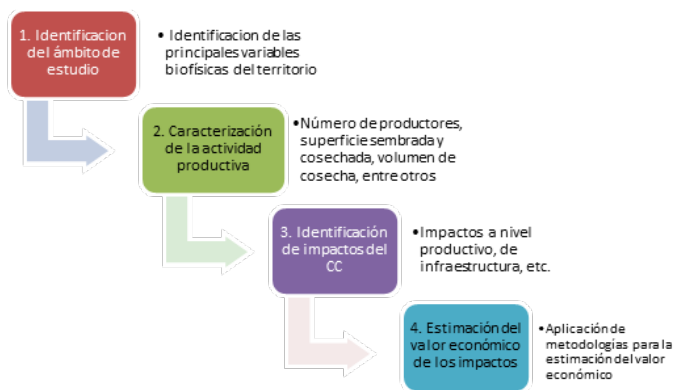 1. Identificacion
del ámbito de
estudio
• Identificacion de las
principales variables
biofísicas del territorio
2. Caracterización
de la actividad
productiva
•Número de productores,
superficie sembrada y
cosechada, volumen de
cosecha, entre otros
3. Identificación
de impactos del
CC
•Impactos a nivel
productivo, de
infraestructura, etc.
4. Estimación del
valor económico
de los impactos
•Aplicación de
metodologías para la
estimación del valor
económico